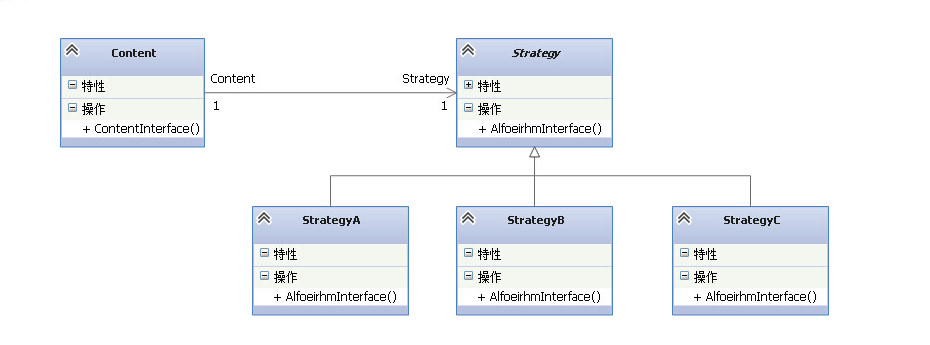 Content
特性
操作
+ ContentInterface()
Content
1
Strategy
1
Strategy
特性
操作
+ AlfoeirhmInterface()
StrategyA
特性
操作
+ AlfoeirhmInterface()
StrategyB
特性
操作
+ AlfoeirhmInterface()
StrategyC
特性
操作
+ AlfoeirhmInterface()